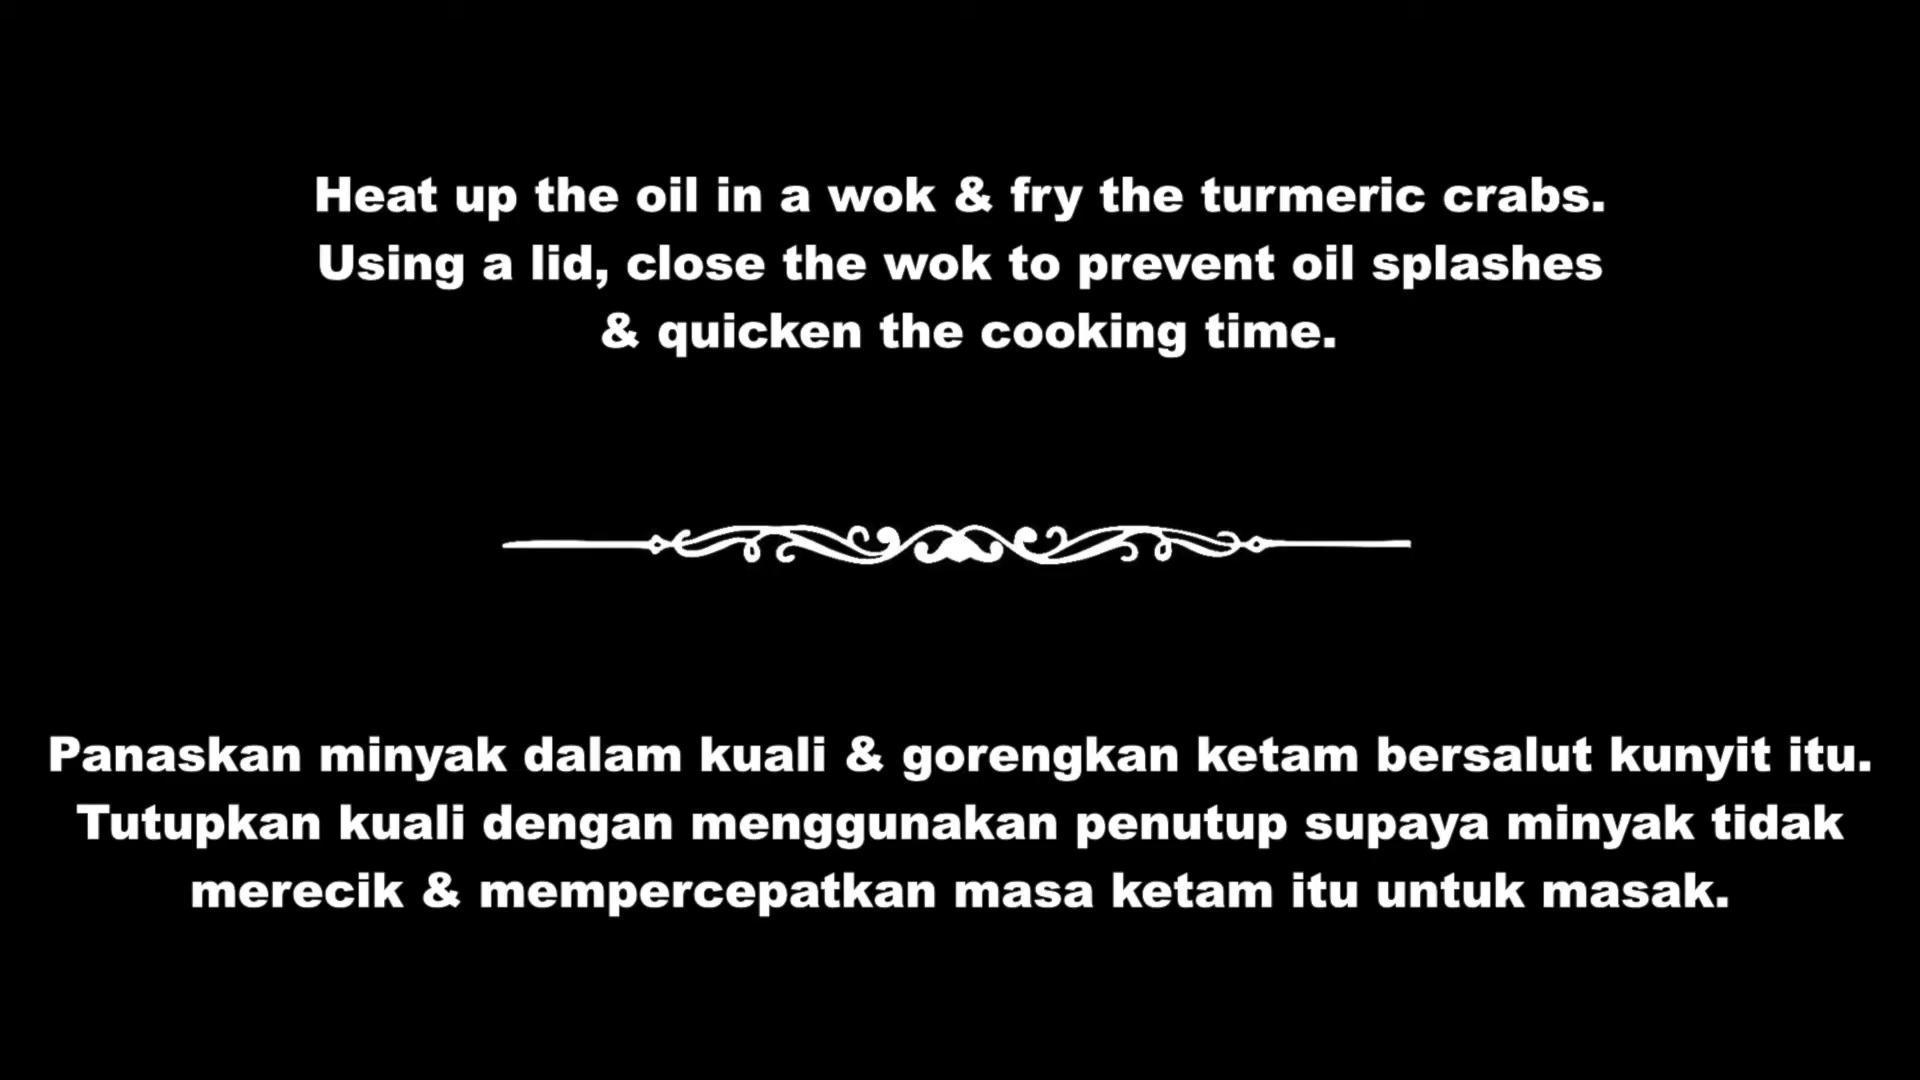 Heat up the oil in a wok & fry the turmeric crabs.
Using a lid, close the wok to prevent oil splashes
& quicken the cooking time.
Panaskan minyak dalam kuali & gorengkan ketam bersalut kunyit itu.
Tutupkan kuali dengan menggunakan penutup supaya minyak tidak
merecik & mempercepatkan masa ketam itu untuk masak.